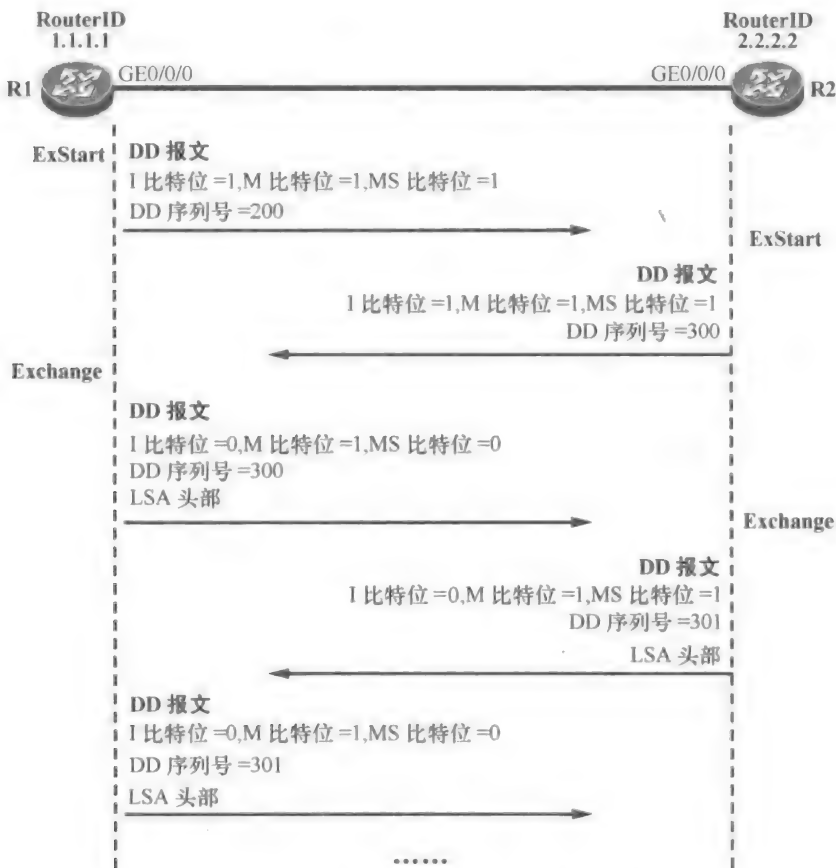 RouterID
1.1.1.1
RouterID
2.2.2.2
R1
GE0/0/0
GE0/0/0
R2
ExStart
DD 报文
I 比特位 =1,M 比特位 =1,MS 比特位 =1
DD 序列号 =200
ExStart
DD 报文
I 比特位 =1,M 比特位 =1,MS 比特位 =1
DD 序列号 =300
Exchange
DD 报文
I 比特位 =0,M 比特位 =1,MS 比特位 =0
DD 序列号 =300
LSA 头部
Exchange
DD 报文
I 比特位 =0,M 比特位 =1,MS 比特位 =1
DD 序列号 =301
LSA 头部
DD 报文
I 比特位 =0,M 比特位 =1,MS 比特位 =0
DD 序列号 =301
LSA 头部
……